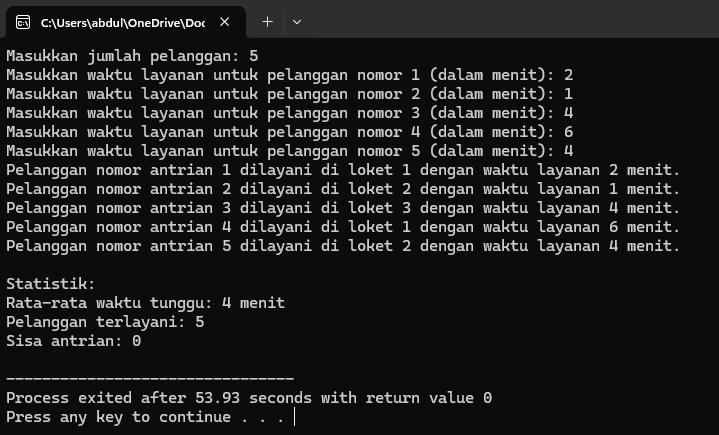 C:\Users\abdul\OneDrive\Doc
Masukkan jumlah pelanggan: 5
Masukkan waktu layanan untuk pelanggan nomor 1 (dalam menit): 2
Masukkan waktu layanan untuk pelanggan nomor 2 (dalam menit): 1
Masukkan waktu layanan untuk pelanggan nomor 3 (dalam menit): 4
Masukkan waktu layanan untuk pelanggan nomor 4 (dalam menit): 6
Masukkan waktu layanan untuk pelanggan nomor 5 (dalam menit): 4
Pelanggan nomor antrian 1 dilayani di loket 1 dengan waktu layanan 2 menit.
Pelanggan nomor antrian 2 dilayani di loket 2 dengan waktu layanan 1 menit.
Pelanggan nomor antrian 3 dilayani di loket 3 dengan waktu layanan 4 menit.
Pelanggan nomor antrian 4 dilayani di loket 1 dengan waktu layanan 6 menit.
Pelanggan nomor antrian 5 dilayani di loket 2 dengan waktu layanan 4 menit.
Statistik:
Rata-rata waktu tunggu: 4 menit
Pelanggan terlayani: 5
Sisa antrian: 0
--------------------------------
Process exited after 53.93 seconds with return value 0
Press any key to continue . . .